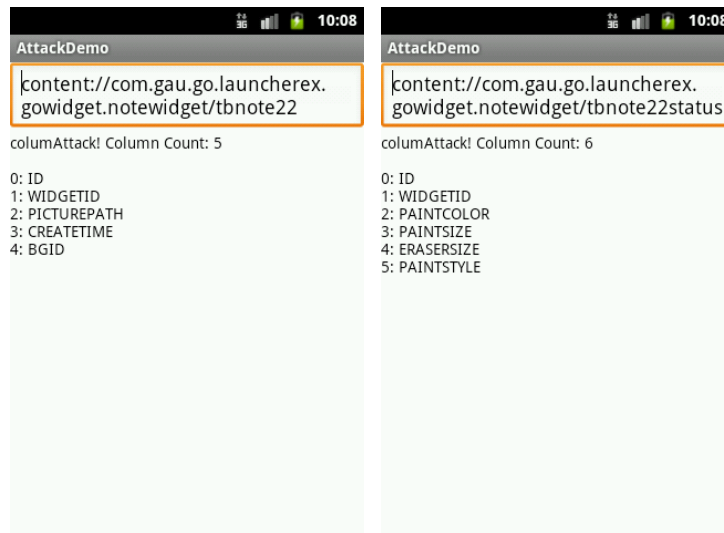 3G 10:08
AttackDemo
content://com.gau.go.launcherex.
gowidget.notewidget/tbnote22
columAttack! Column Count: 5
0: ID
1: WIDGETID
2: PICTUREPATH
3: CREATETIME
4: BGID
3G 10:08
AttackDemo
content://com.gau.go.launcherex.
gowidget.notewidget/tbnote22status
columAttack! Column Count: 6
0: ID
1: WIDGETID
2: PAINTCOLOR
3: PAINTSIZE
4: ERASERSIZE
5: PAINTSTYLE